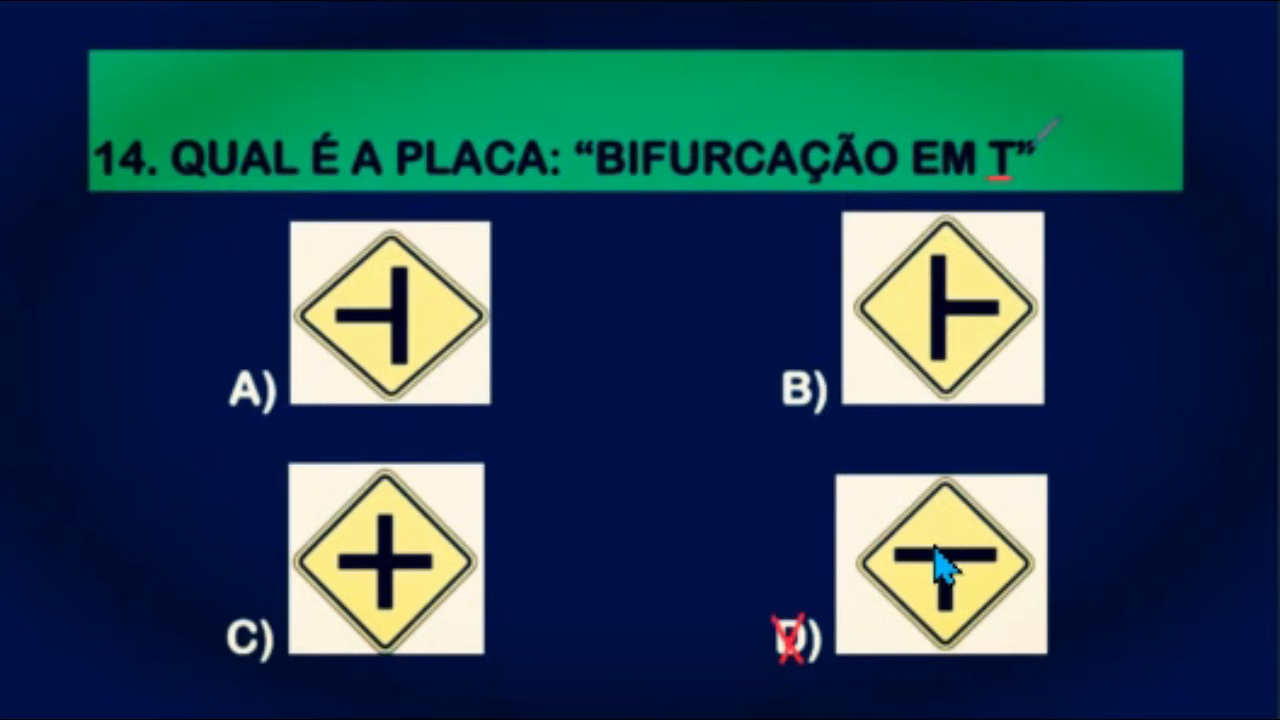 14. QUAL É A PLACA: “BIFURCAÇÃO EM T”
A)
B)
C)
D)